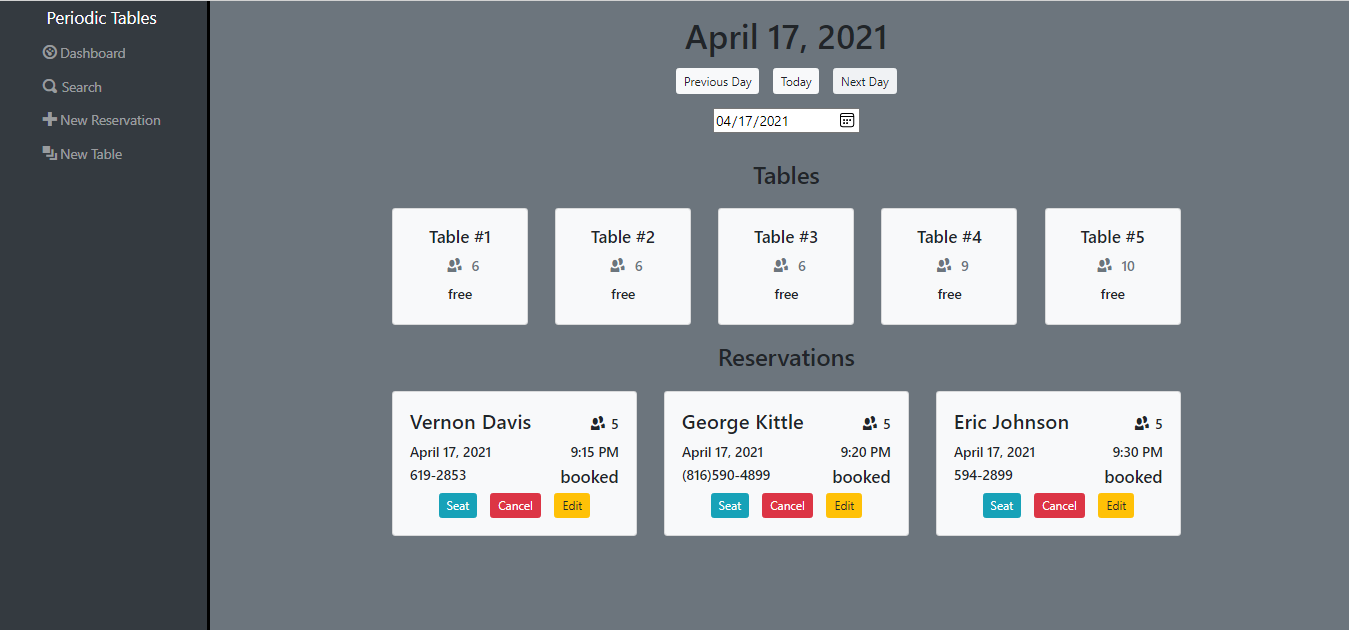 Periodic Tables
Dashboard
Search
New Reservation
New Table
April 17, 2021
Previous Day Today Next Day
04/17/2021
Tables
Table #1
6
free
Table #2
6
free
Table #3
6
free
Table #4
9
free
Table #5
10
free
Reservations
Vernon Davis 5
April 17, 2021 9:15 PM
619-2853 booked
Seat Cancel Edit
George Kittle 5
April 17, 2021 9:20 PM
(816)590-4899 booked
Seat Cancel Edit
Eric Johnson 5
April 17, 2021 9:30 PM
594-2899 booked
Seat Cancel Edit